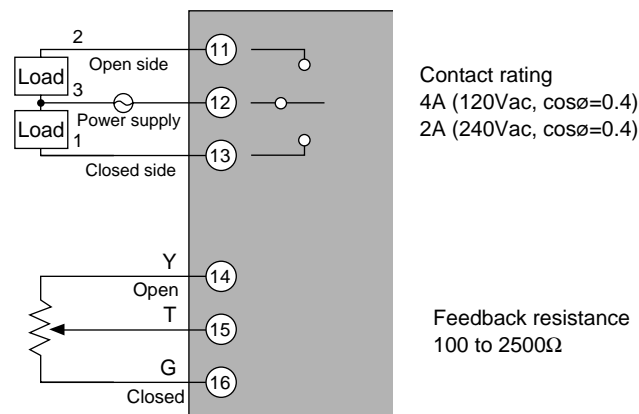 2
11
Open side
Load
3
12
Power supply
Load
1
13
Closed side
Contact rating
4A (120Vac, cosø=0.4)
2A (240Vac, cosø=0.4)
Y
14
Open
T
15
G
16
Closed
Feedback resistance
100 to 2500Ω